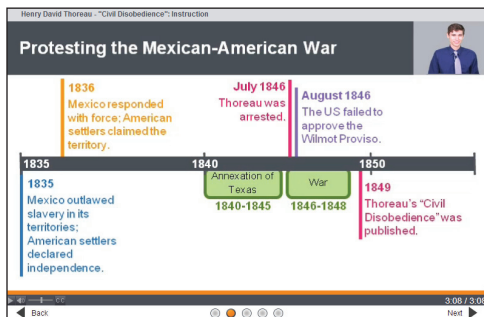 Henry David Thoreau - "Civil Disobedience": Instruction
Protesting the Mexican-American War
1836
Mexico responded
with force; American
settlers claimed the
territory.
July 1846
Thoreau was
arrested.
August 1846
The US failed to
approve the
Wilmot Proviso.
1835
1840
1850
Annexation of
Texas
1840-1845
War
1846-1848
1835
Mexico outlawed
slavery in its
territories;
American settlers
declared
independence.
1849
Thoreau's "Civil
Disobedience" was
published.
CC
3:08 / 3:08
Back
Next